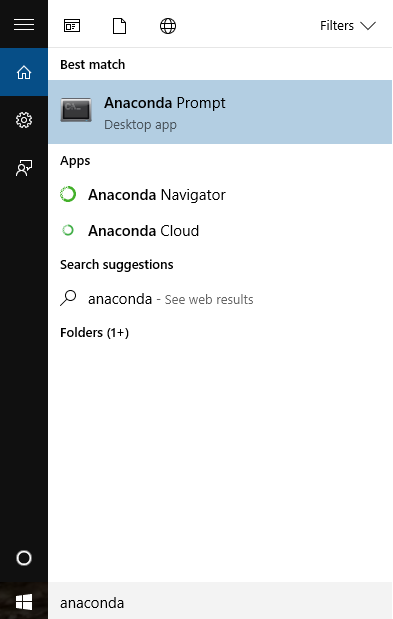 Filters
Best match
Anaconda Prompt
Desktop app
Apps
Anaconda Navigator
Anaconda Cloud
Search suggestions
anaconda - See web results
Folders (1+)
anaconda